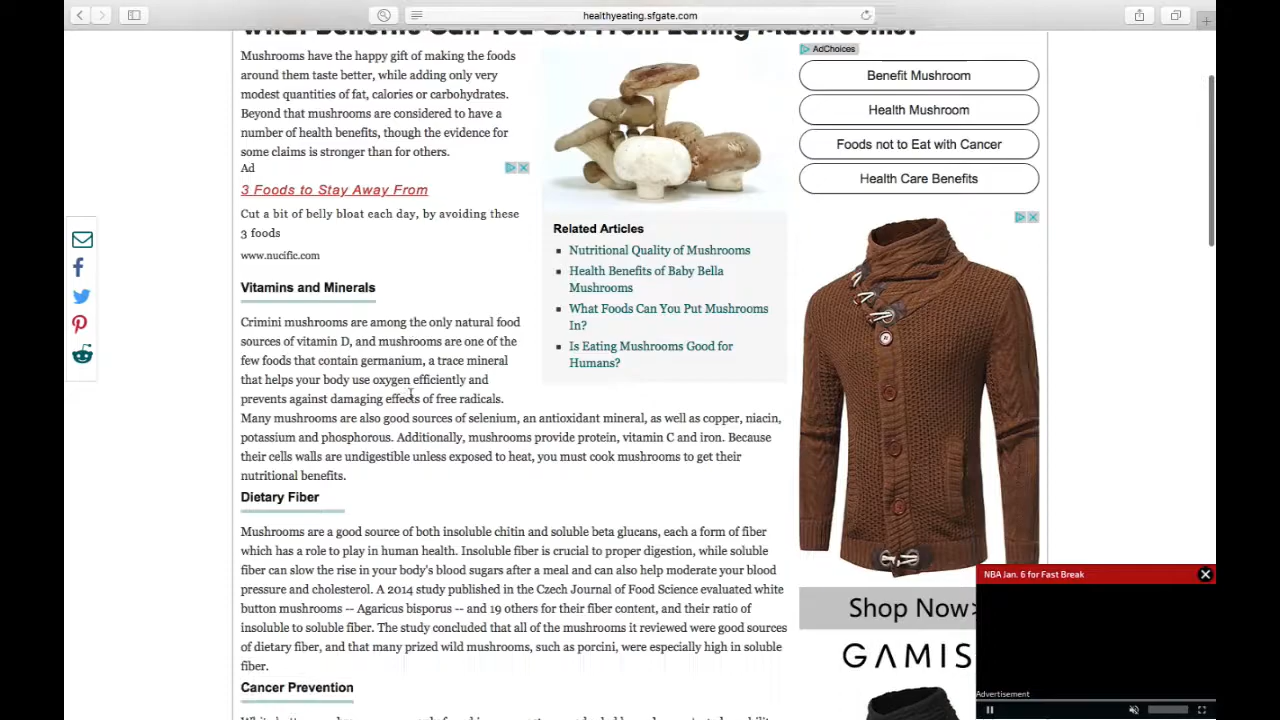 healthyeating.sfgate.com
What Benefits Can You Get From Eating Mushrooms?
Mushrooms have the happy gift of making the foods
around them taste better, while adding only very
modest quantities of fat, calories or carbohydrates.
Beyond that mushrooms are considered to have a
number of health benefits, though the evidence for
some claims is stronger than for others.
Ad
3 Foods to Stay Away From
Cut a bit of belly bloat each day, by avoiding these
3 foods
www.nucific.com
Vitamins and Minerals
Crimini mushrooms are among the only natural food
sources of vitamin D, and mushrooms are one of the
few foods that contain germanium, a trace mineral
that helps your body use oxygen efficiently and
prevents against damaging effects of free radicals.
Many mushrooms are also good sources of selenium, an antioxidant mineral, as well as copper, niacin,
potassium and phosphorous. Additionally, mushrooms provide protein, vitamin C and iron. Because
their cells walls are undigestible unless exposed to heat, you must cook mushrooms to get their
nutritional benefits.
Dietary Fiber
Mushrooms are a good source of both insoluble chitin and soluble beta glucans, each a form of fiber
which has a role to play in human health. Insoluble fiber is crucial to proper digestion, while soluble
fiber can slow the rise in your body's blood sugars after a meal and can also help moderate your blood
pressure and cholesterol. A 2014 study published in the Czech Journal of Food Science evaluated white
button mushrooms -- Agaricus bisporus -- and 19 others for their fiber content, and their ratio of
insoluble to soluble fiber. The study concluded that all of the mushrooms it reviewed were good sources
of dietary fiber, and that many prized wild mushrooms, such as porcini, were especially high in soluble
fiber.
Cancer Prevention
Related Articles
Nutritional Quality of Mushrooms
Health Benefits of Baby Bella
Mushrooms
What Foods Can You Put Mushrooms
In?
Is Eating Mushrooms Good for
Humans?
AdChoices
Benefit Mushroom
Health Mushroom
Foods not to Eat with Cancer
Health Care Benefits
Shop Now>
GAMIS
NBA Jan. 6 for Fast Break
Advertisement